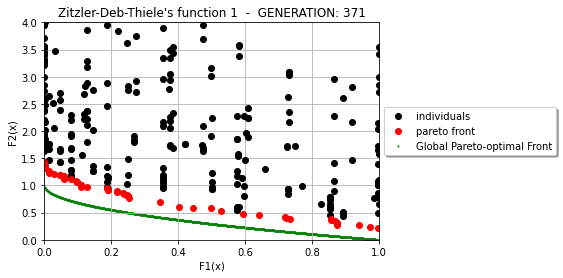 Zitzler-Deb-Thiele's function 1 - GENERATION: 371
4.0
3.5
3.0
2.5
2.0
1.5
1.0
0.5
0.0
F2(x)
0.0 0.2 0.4 0.6 0.8 1.0
F1(x)
individuals
pareto front
Global Pareto-optimal Front